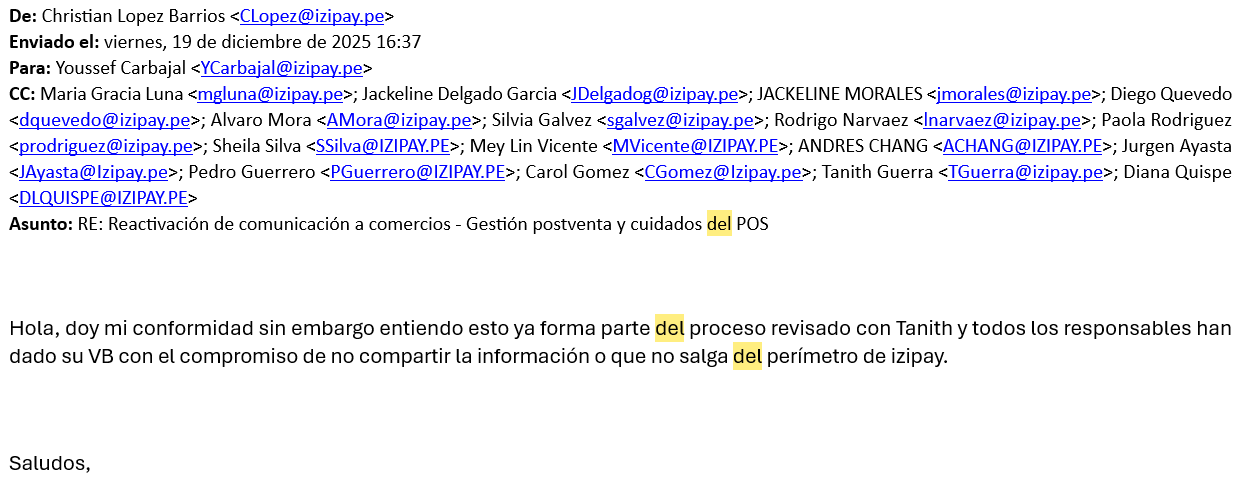 De: Christian Lopez Barrios <CLopez@izipay.pe>
Enviado el: viernes, 19 de diciembre de 2025 16:37
Para: Youssef Carbajal <YCarbajal@izipay.pe>
CC: Maria Gracia Luna <mgluna@izipay.pe>; Jackeline Delgado Garcia <JDelgadog@izipay.pe>; JACKELINE MORALES <jmorales@izipay.pe>; Diego Quevedo
<dquevedo@izipay.pe>; Alvaro Mora <AMora@izipay.pe>; Silvia Galvez <sgalvez@izipay.pe>; Rodrigo Narvaez <lnarvaez@izipay.pe>; Paola Rodriguez
<prodriguez@izipay.pe>; Sheila Silva <SSilva@IZIPAY.PE>; Mey Lin Vicente <MVicente@IZIPAY.PE>; ANDRES CHANG <ACHANG@IZIPAY.PE>; Jurgen Ayasta
<JAyasta@Izipay.pe>; Pedro Guerrero <PGuerrero@IZIPAY.PE>; Carol Gomez <CGomez@Izipay.pe>; Tanith Guerra <TGuerra@izipay.pe>; Diana Quispe
<DLQUISPE@IZIPAY.PE>
Asunto: RE: Reactivación de comunicación a comercios - Gestión postventa y cuidados del POS
Hola, doy mi conformidad sin embargo entiendo esto ya forma parte del proceso revisado con Tanith y todos los responsables han
dado su VB con el compromiso de no compartir la información o que no salga del perímetro de izipay.
Saludos,